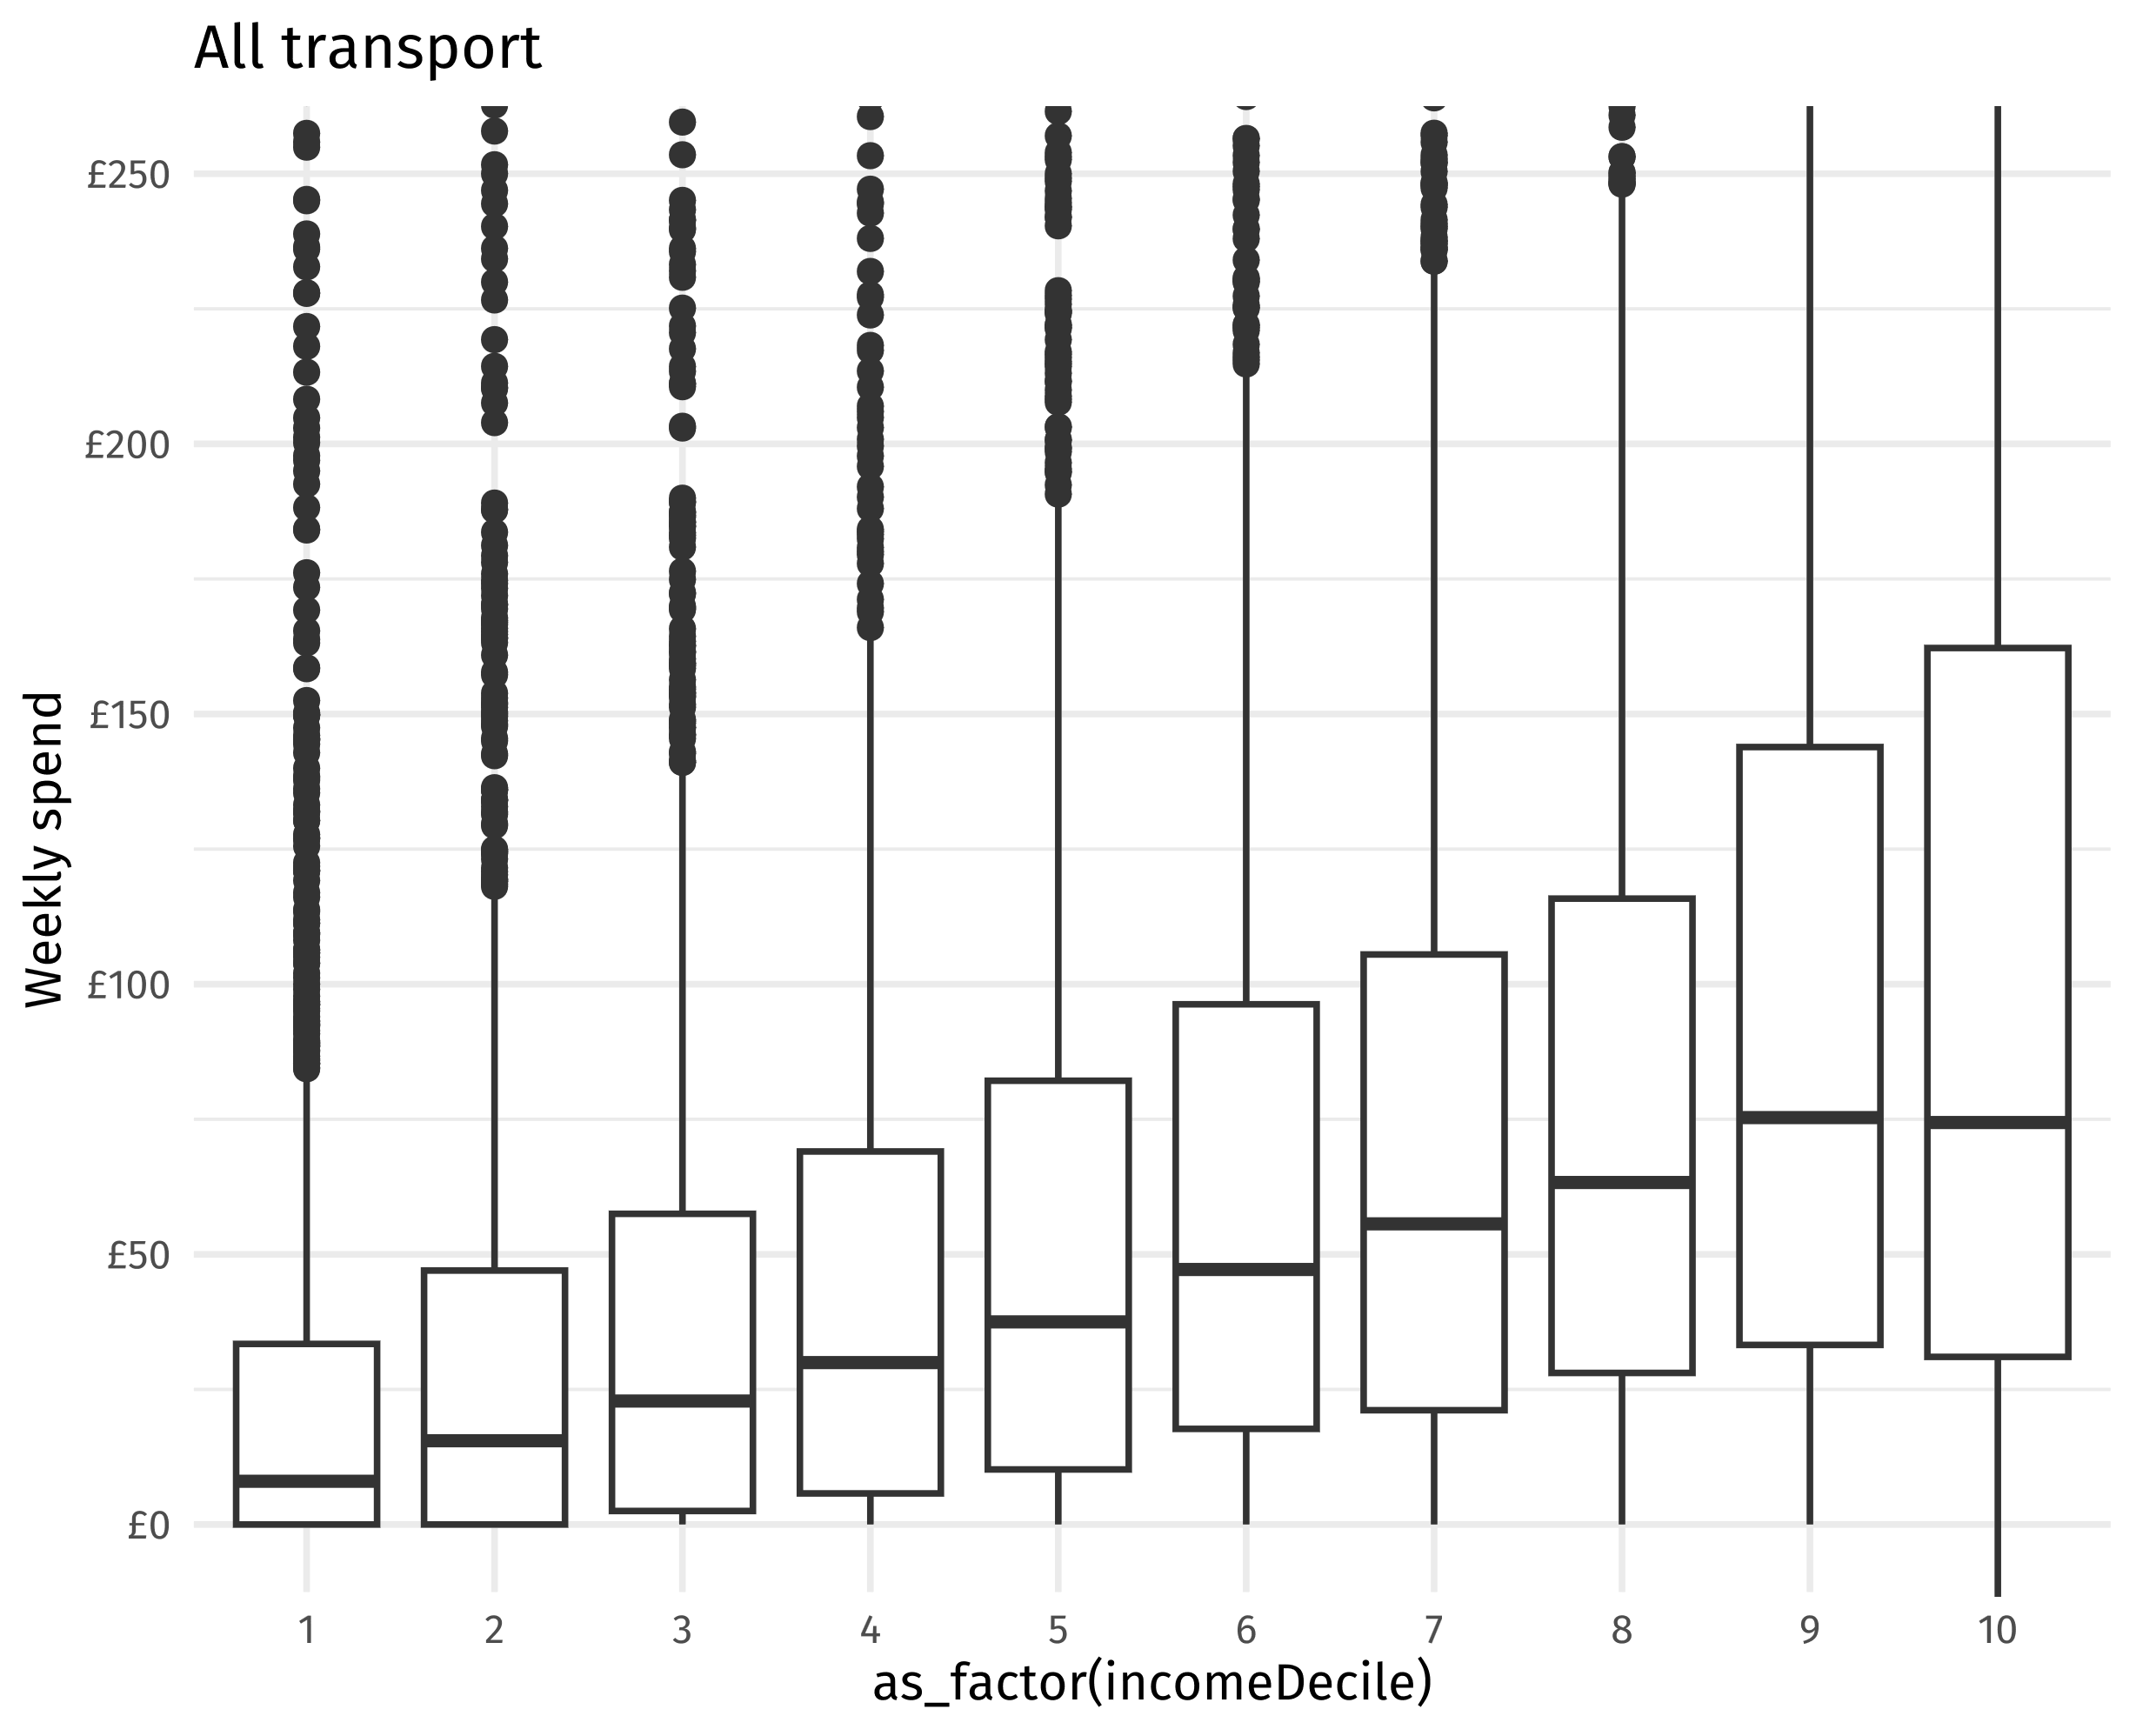 All transport
Weekly spend
£250
£200
£150
£100
£50
£0
1 2 3 4 5 6 7 8 9 10
as_factor(incomeDecile)